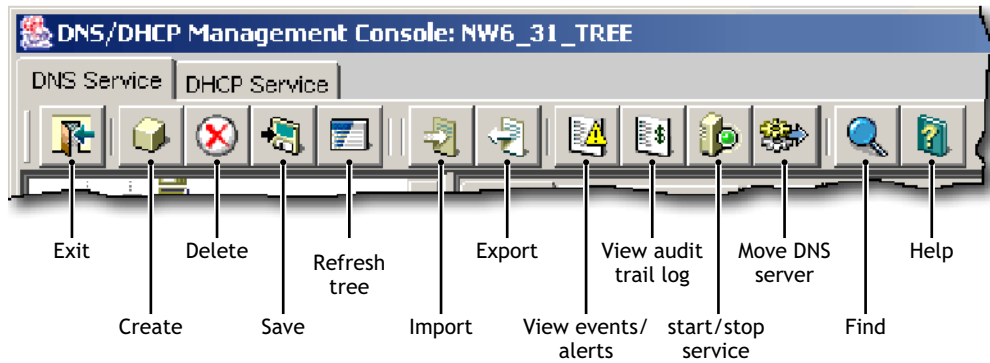 DNS/DHCP Management Console: NW6_31_TREE
DNS Service
DHCP Service
Exit
Delete
Refresh
tree
Export
View audit
trail log
Move DNS
server
Help
Create
Save
Import
View events/
alerts
start/stop
service
Find